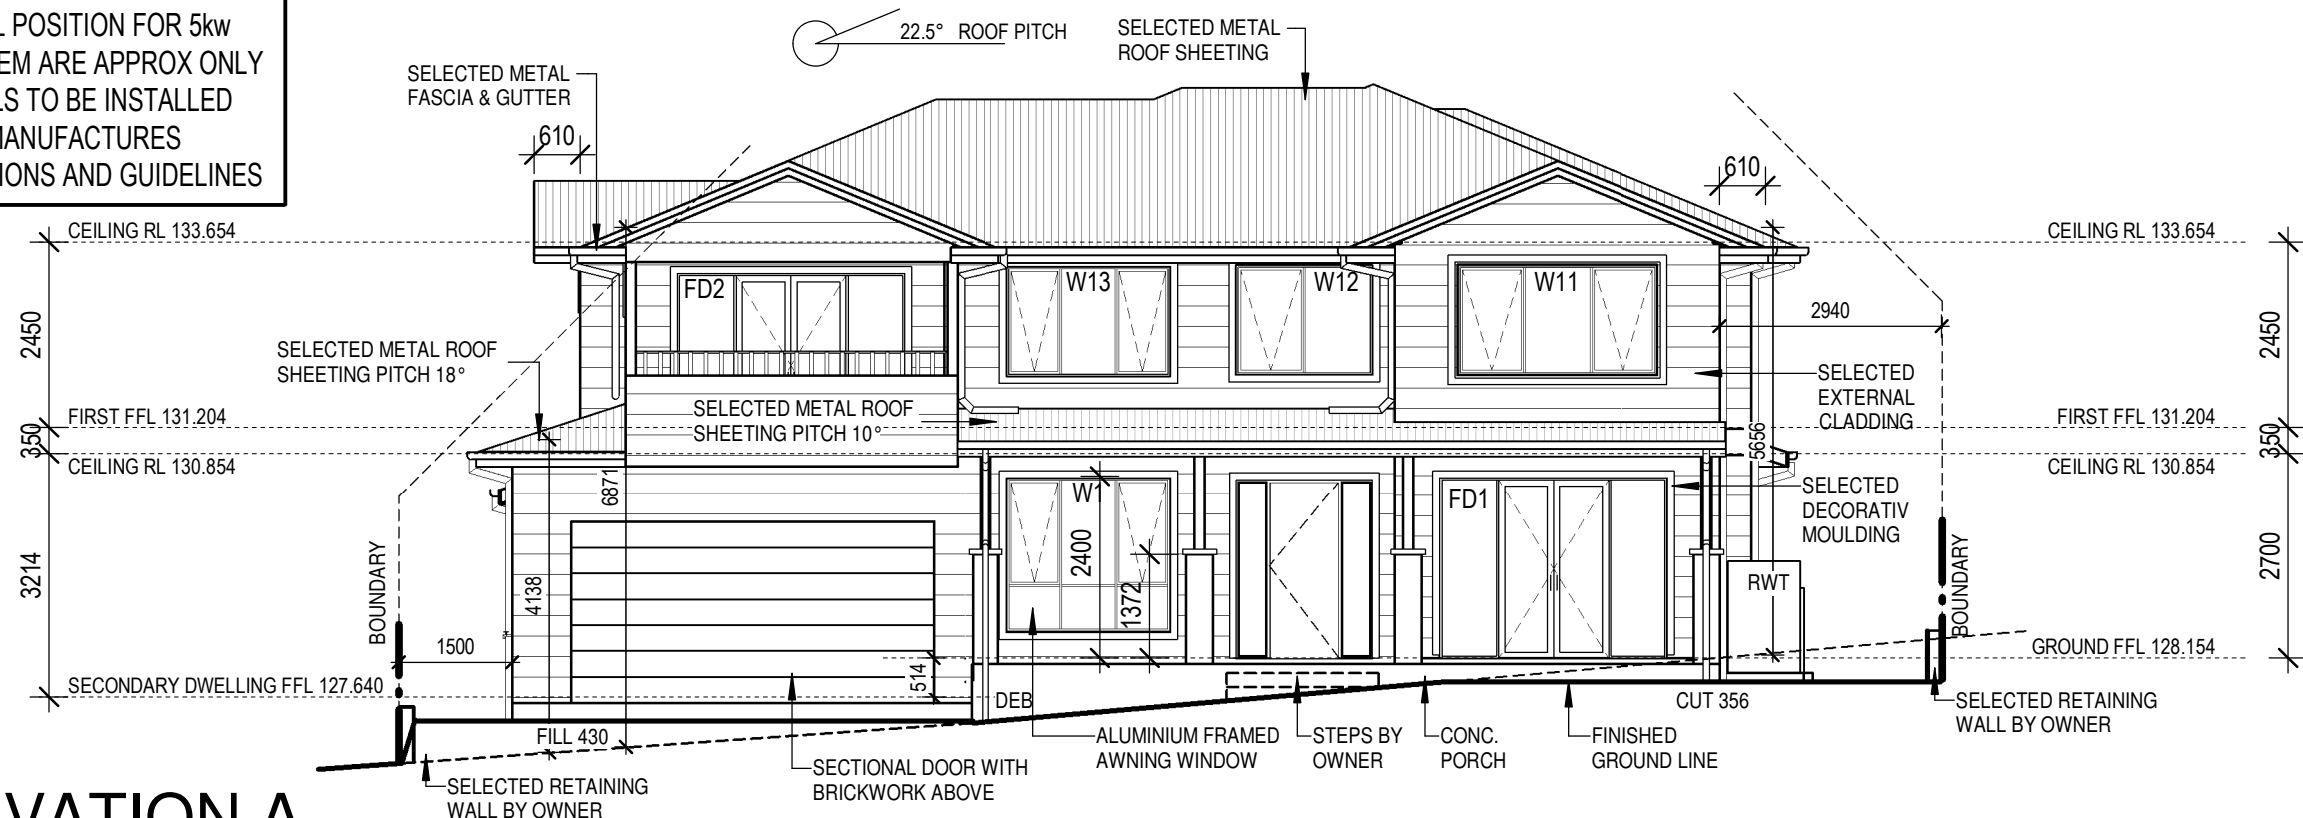 L POSITION FOR 5kw
EM ARE APPROX ONLY
LS TO BE INSTALLED
MANUFACTURES
IONS AND GUIDELINES
22.5° ROOF PITCH
SELECTED METAL
ROOF SHEETING
SELECTED METAL
FASCIA & GUTTER
610
610
CEILING RL 133.654
CEILING RL 133.654
FD2
W13
W12
W11
2940
2450
2450
SELECTED METAL ROOF
SHEETING PITCH 18°
SELECTED
EXTERNAL
CLADDING
SELECTED METAL ROOF
SHEETING PITCH 10°
FIRST FFL 131.204
FIRST FFL 131.204
350
350
5656
CEILING RL 130.854
CEILING RL 130.854
6871
W1
FD1
SELECTED
DECORATIV
MOULDING
2400
1372
4138
3214
2700
RWT
BOUNDARY
BOUNDARY
1500
514
GROUND FFL 128.154
SECONDARY DWELLING FFL 127.640
DEB
CUT 356
SELECTED RETAINING
WALL BY OWNER
FILL 430
ALUMINIUM FRAMED
AWNING WINDOW
STEPS BY
OWNER
CONC.
PORCH
FINISHED
GROUND LINE
SECTIONAL DOOR WITH
BRICKWORK ABOVE
SELECTED RETAINING
WALL BY OWNER
VATION A